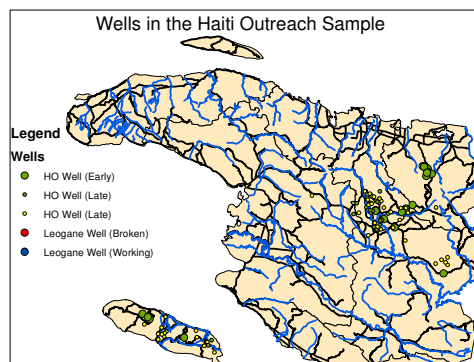 Wells in the Haiti Outreach Sample
Legend
Wells
HO Well (Early)
HO Well (Late)
HO Well (Late)
Leogane Well (Broken)
Leogane Well (Working)